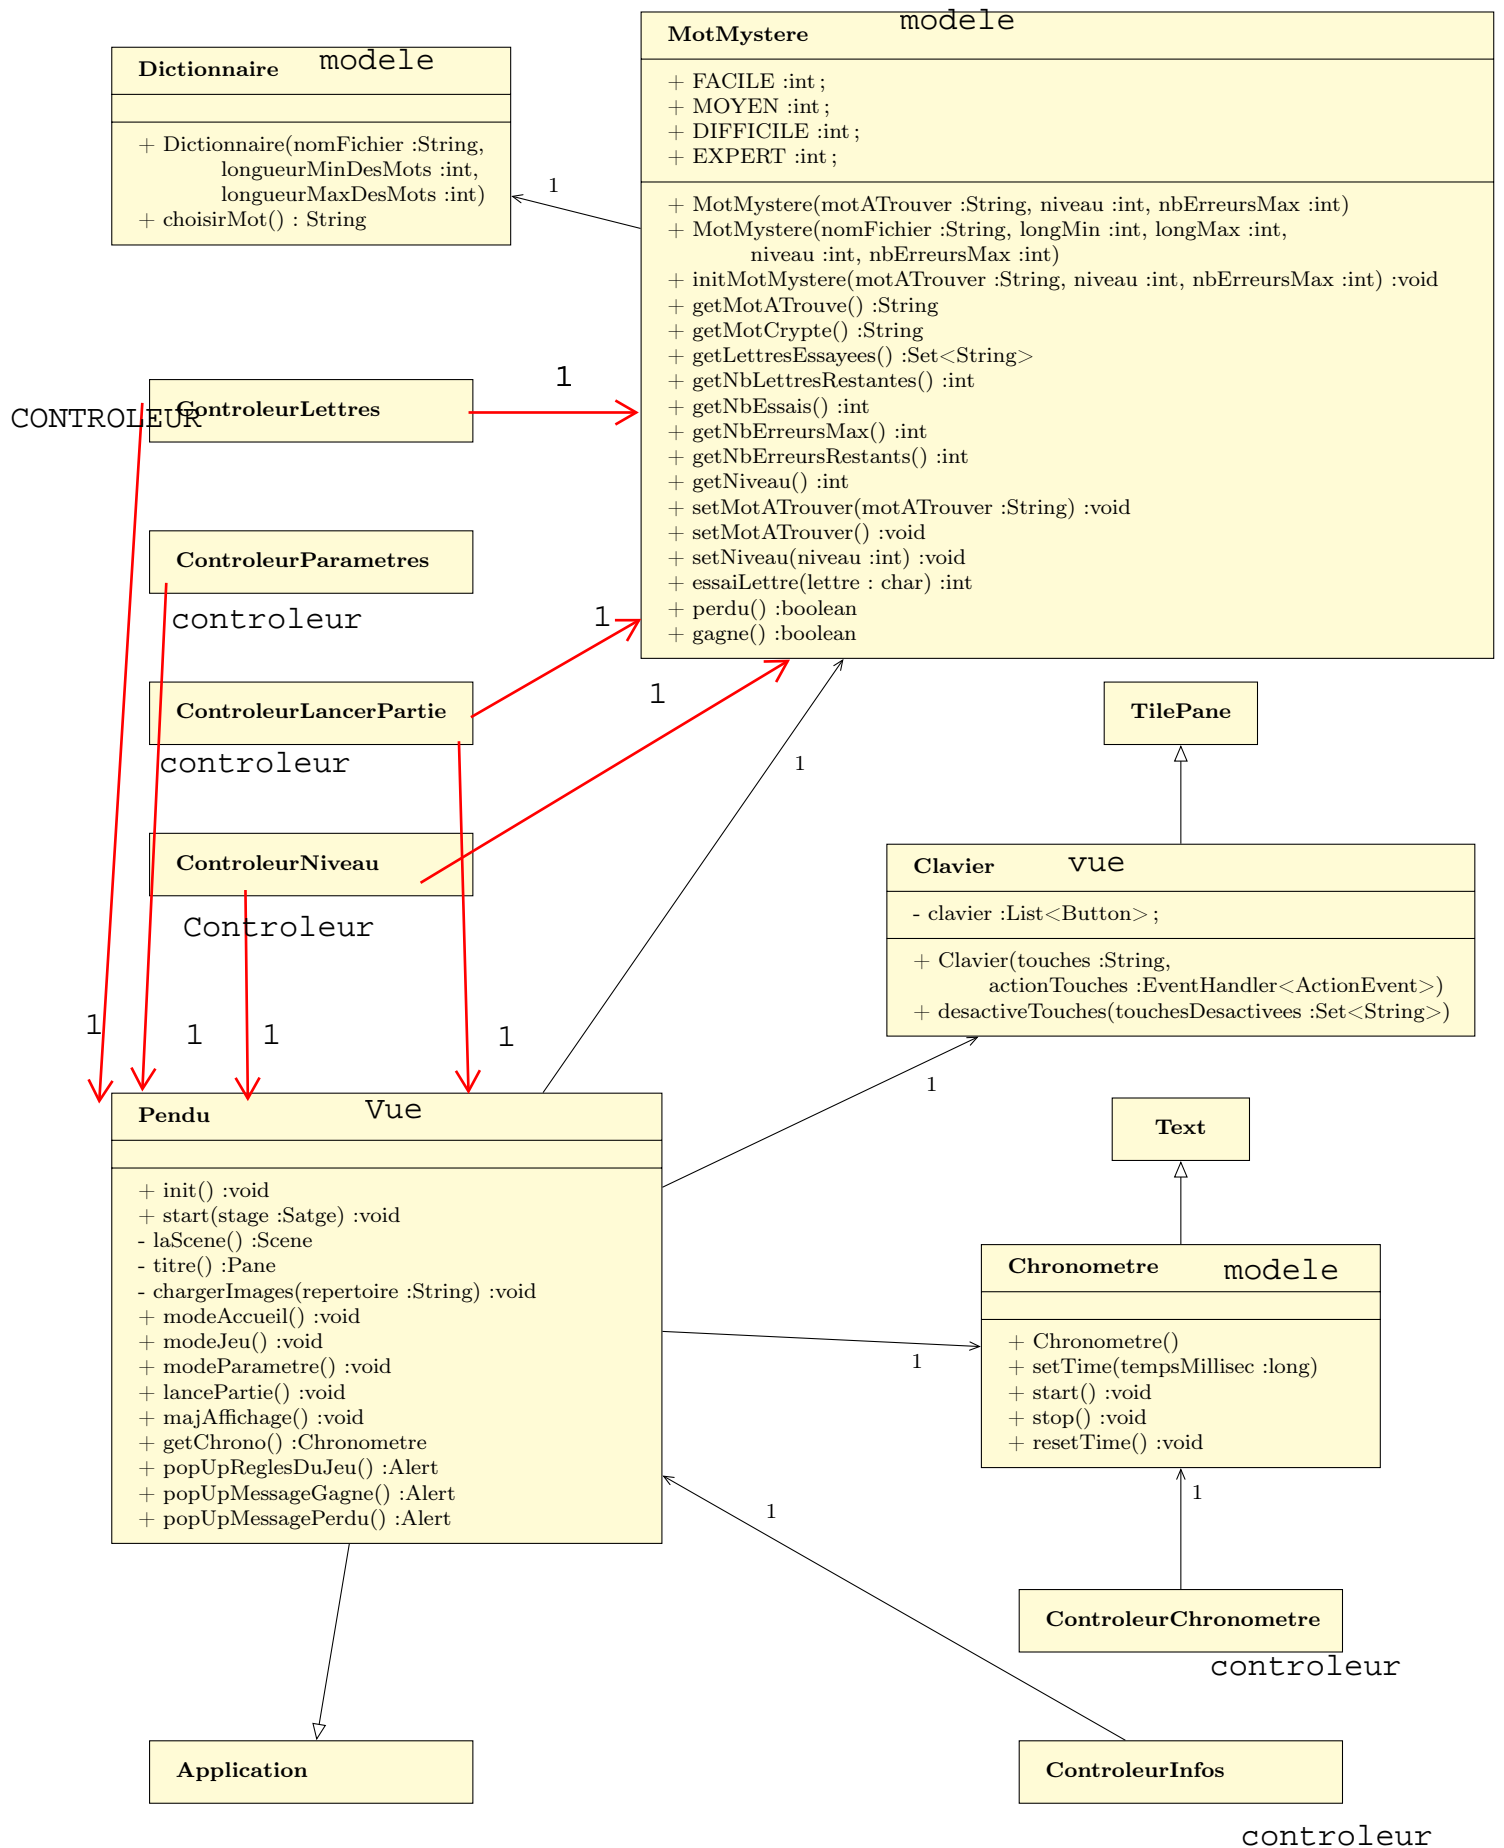 modele
MotMystere
+ FACILE :int ;
+ MOYEN :int ;
+ DIFFICILE :int ;
+ EXPERT :int ;
+ MotMystere(motATrouver :String, niveau :int, nbErreursMax :int)
+ MotMystere(nomFichier :String, longMin :int, longMax :int,
niveau :int, nbErreursMax :int)
+ initMotMystere(motATrouver :String, niveau :int, nbErreursMax :int) :void
+ getMotATrouve() :String
+ getMotCrypte() :String
+ getLettresEssayees() :Set<String>
+ getNbLettresRestantes() :int
+ getNbEssais() :int
+ getNbErreursMax() :int
+ getNbErreursRestants() :int
+ getNiveau() :int
+ setMotATrouver(motATrouver :String) :void
+ setMotATrouver() :void
+ setNiveau(niveau :int) :void
+ essaiLettre(lettre : char) :int
+ perdu() :boolean
+ gagne() :boolean
Dictionnaire
modele
+ Dictionnaire(nomFichier :String,
longueurMinDesMots :int,
longueurMaxDesMots :int)
+ choisirMot() : String
1
1
CONTROLEUR
ControleurLettres
ControleurParametres
controleur
1
ControleurLancerPartie
controleur
1
1
ControleurNiveau
Controleur
TilePane
Clavier
vue
- clavier :List<Button> ;
+ Clavier(touches :String,
actionTouches :EventHandler<ActionEvent>)
+ desactiveTouches(touchesDesactivees :Set<String>)
1
1
1
1
1
Pendu
Vue
+ init() :void
+ start(stage :Satge) :void
- laScene() :Scene
- titre() :Pane
- chargerImages(repertoire :String) :void
+ modeAccueil() :void
+ modeJeu() :void
+ modeParametre() :void
+ lancePartie() :void
+ majAffichage() :void
+ getChrono() :Chronometre
+ popUpReglesDuJeu() :Alert
+ popUpMessageGagne() :Alert
+ popUpMessagePerdu() :Alert
Text
Chronometre
modele
+ Chronometre()
+ setTime(tempsMillisec :long)
+ start() :void
+ stop() :void
+ resetTime() :void
1
1
1
ControleurChronometre
controleur
Application
ControleurInfos
controleur